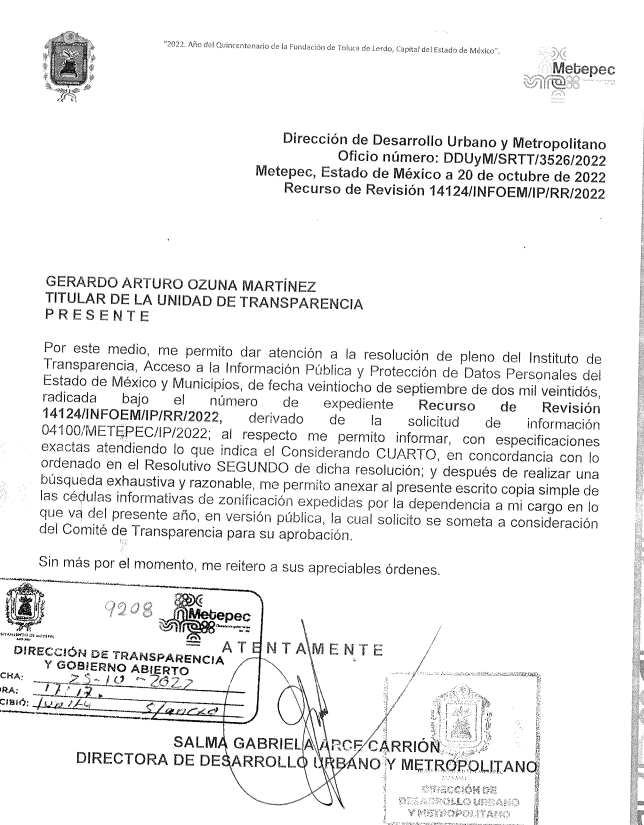 "2022. Año del Quincentenario de la Fundación de Toluca de Lerdo, Capital del Estado de México".
Metepec
Dirección de Desarrollo Urbano y Metropolitano
Oficio número: DDUyM/SRTT/3526/2022
Metepec, Estado de México a 20 de octubre de 2022
Recurso de Revisión 14124/INFOEM/IP/RR/2022
GERARDO ARTURO OZUNA MARTÍNEZ
TITULAR DE LA UNIDAD DE TRANSPARENCIA
P R E S E N T E
Por este medio, me permito dar atención a la resolución de pleno del Instituto de
Transparencia, Acceso a la Información Pública y Protección de Datos Personales del
Estado de México y Municipios, de fecha veintiocho de septiembre de dos mil veintidós,
radicada bajo el número de expediente Recurso de Revisión
14124/INFOEM/IP/RR/2022, derivado de la solicitud de información
04100/METEPEC/IP/2022; al respecto me permito informar, con especificaciones
exactas atendiendo lo que indica el Considerando CUARTO, en concordancia con lo
ordenado en el Resolutivo SEGUNDO de dicha resolución; y después de realizar una
búsqueda exhaustiva y razonable, me permito anexar al presente escrito copia simple de
las cédulas informativas de zonificación expedidas por la dependencia a mi cargo en lo
que va del presente año, en versión pública, la cual solicito se someta a consideración
del Comité de Transparencia para su aprobación.
Sin más por el momento, me reitero a sus apreciables órdenes.
9208
Metepec
DIRECCIÓN DE TRANSPARENCIA
Y GOBIERNO ABIERTO
CHA: 25-10-2022
ORA: 17:17.
CIBIÓ:
A T E N T A M E N T E
SALMA GABRIELA ARCE CARRIÓN
DIRECTORA DE DESARROLLO URBANO Y METROPOLITANO
DIRECCIÓN DE
DESARROLLO URBANO
Y METROPOLITANO